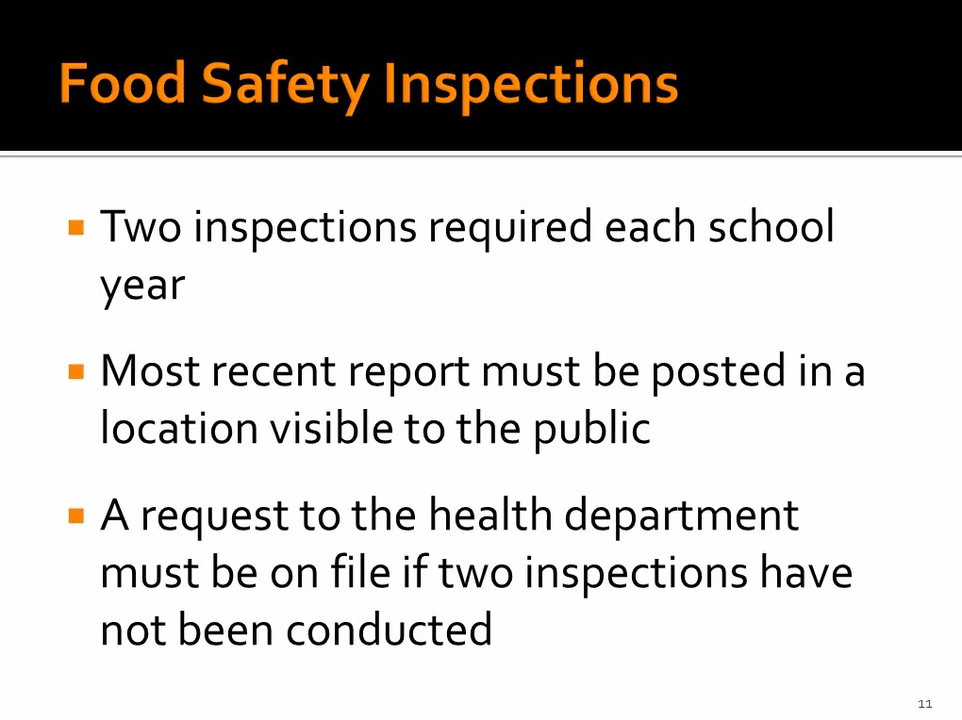 Food Safety Inspections
Two inspections required each school
year
Most recent report must be posted in a
location visible to the public
A request to the health department
must be on file if two inspections have
not been conducted
11